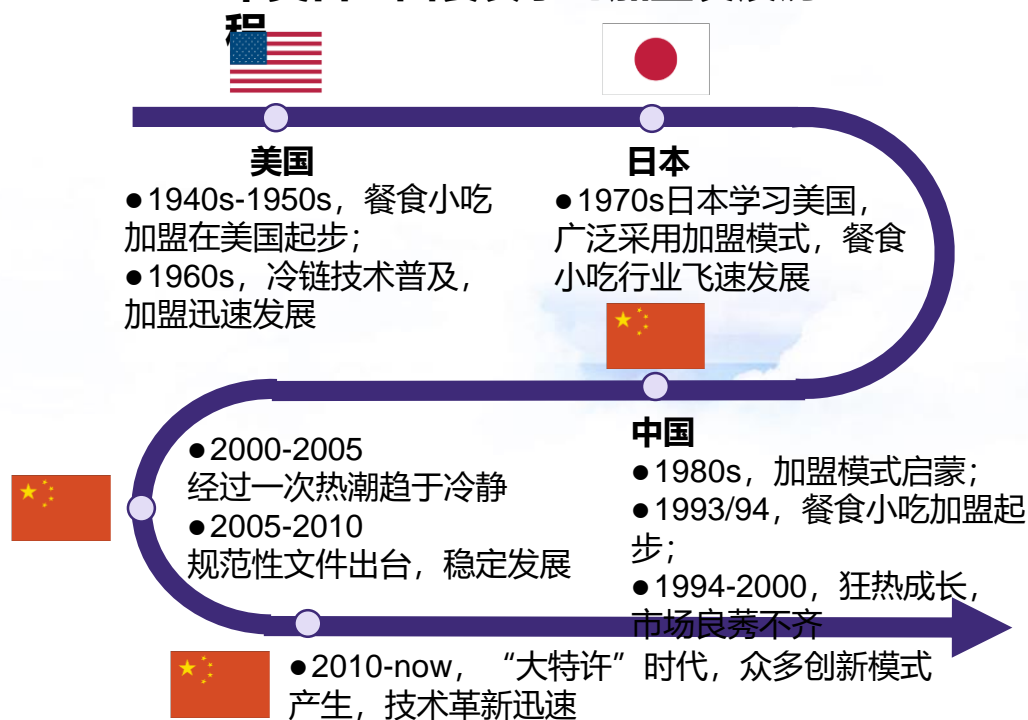 程
美国
●1940s-1950s，餐食小吃
加盟在美国起步；
●1960s，冷链技术普及，
加盟迅速发展
日本
●1970s日本学习美国，
广泛采用加盟模式，餐食
小吃行业飞速发展
中国
●1980s，加盟模式启蒙；
●1993/94，餐食小吃加盟起
步；
●1994-2000，狂热成长，
市场良莠不齐
●2000-2005
经过一次热潮趋于冷静
●2005-2010
规范性文件出台，稳定发展
●2010-now，“大特许”时代，众多创新模式
产生，技术革新迅速